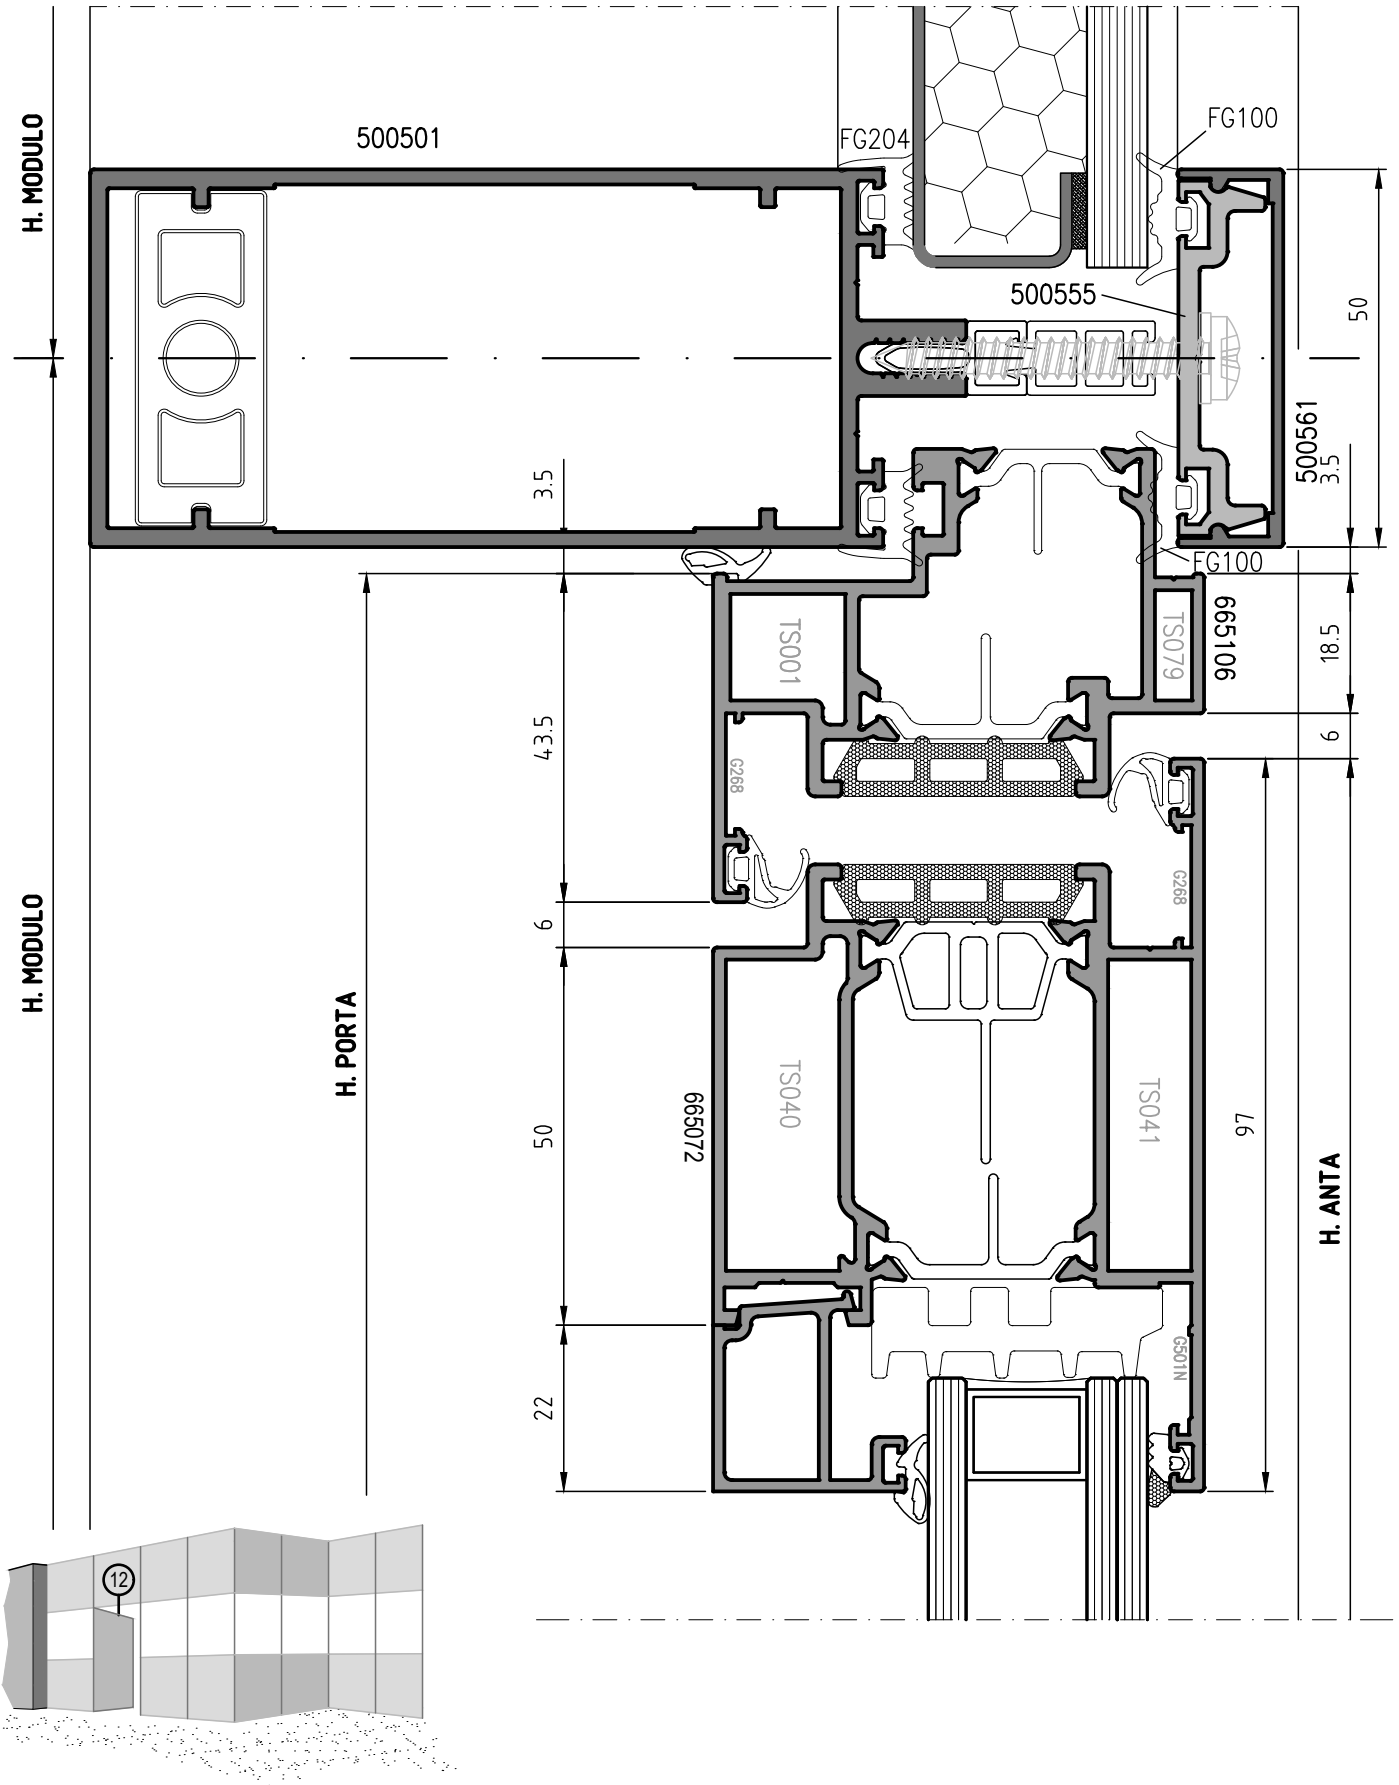 H. MODULO
500501
FG204
FG100
500555
50
500561
3.5
3.5
FG100
TS001
TS079
665106
18.5
43.5
6
G268
G268
6
H. MODULO
H. PORTA
TS040
TS041
665072
50
97
H. ANTA
G501N
22
12